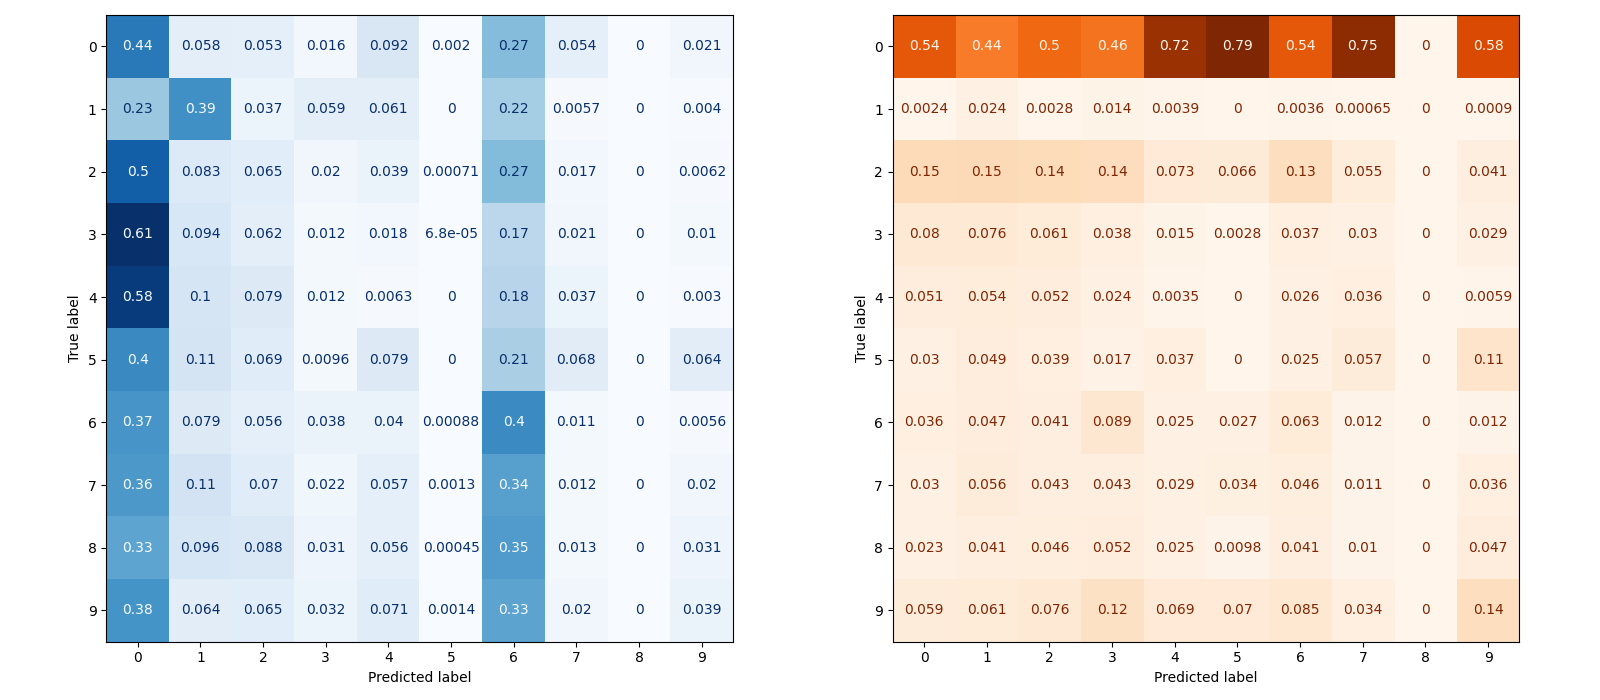 0 0.44 0.058 0.053 0.016 0.092 0.002 0.27 0.054 0 0.021
1 0.23 0.39 0.037 0.059 0.061 0 0.22 0.0057 0 0.004
2 0.5 0.083 0.065 0.02 0.039 0.00071 0.27 0.017 0 0.0062
3 0.61 0.094 0.062 0.012 0.018 6.8e-05 0.17 0.021 0 0.01
4 0.58 0.1 0.079 0.012 0.0063 0 0.18 0.037 0 0.003
5 0.4 0.11 0.069 0.0096 0.079 0 0.21 0.068 0 0.064
6 0.37 0.079 0.056 0.038 0.04 0.00088 0.4 0.011 0 0.0056
7 0.36 0.11 0.07 0.022 0.057 0.0013 0.34 0.012 0 0.02
8 0.33 0.096 0.088 0.031 0.056 0.00045 0.35 0.013 0 0.031
9 0.38 0.064 0.065 0.032 0.071 0.0014 0.33 0.02 0 0.039
0 1 2 3 4 5 6 7 8 9
Predicted label
True label
0 0.54 0.44 0.5 0.46 0.72 0.79 0.54 0.75 0 0.58
1 0.0024 0.024 0.0028 0.014 0.0039 0 0.0036 0.00065 0 0.0009
2 0.15 0.15 0.14 0.14 0.073 0.066 0.13 0.055 0 0.041
3 0.08 0.076 0.061 0.038 0.015 0.0028 0.037 0.03 0 0.029
4 0.051 0.054 0.052 0.024 0.0035 0 0.026 0.036 0 0.0059
5 0.03 0.049 0.039 0.017 0.037 0 0.025 0.057 0 0.11
6 0.036 0.047 0.041 0.089 0.025 0.027 0.063 0.012 0 0.012
7 0.03 0.056 0.043 0.043 0.029 0.034 0.046 0.011 0 0.036
8 0.023 0.041 0.046 0.052 0.025 0.0098 0.041 0.01 0 0.047
9 0.059 0.061 0.076 0.12 0.069 0.07 0.085 0.034 0 0.14
0 1 2 3 4 5 6 7 8 9
Predicted label
True label